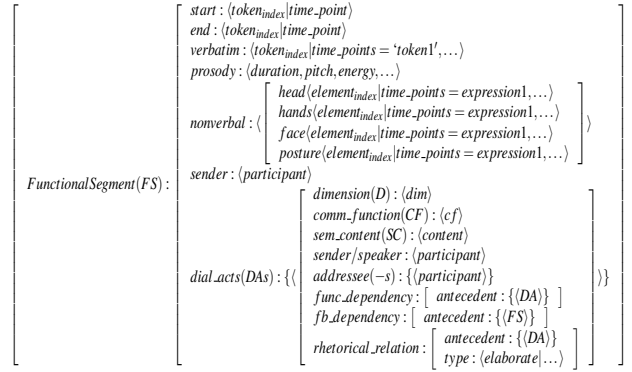 start : ⟨token_index|time_point⟩
end : ⟨token_index|time_point⟩
verbatim : ⟨token_index|time_points = ‘token1’,…⟩
prosody : ⟨duration, pitch, energy,…⟩
nonverbal : ⟨
head⟨element_index|time_points = expression1,…⟩
hands⟨element_index|time_points = expression1,…⟩
face⟨element_index|time_points = expression1,…⟩
posture⟨element_index|time_points = expression1,…⟩
⟩
FunctionalSegment(FS) :
sender : ⟨participant⟩
dial_acts(DAs) : {⟨
dimension(D) : ⟨dim⟩
comm_function(CF) : ⟨cf⟩
sem_content(SC) : ⟨content⟩
sender/speaker : ⟨participant⟩
addressee(−s) : {⟨participant⟩}
func_dependency : [ antecedent : {⟨DA⟩} ]
fb_dependency : [ antecedent : {⟨FS⟩} ]
rhetorical_relation : [ antecedent : {⟨DA⟩}
type : ⟨elaborate|…⟩ ]
⟩}